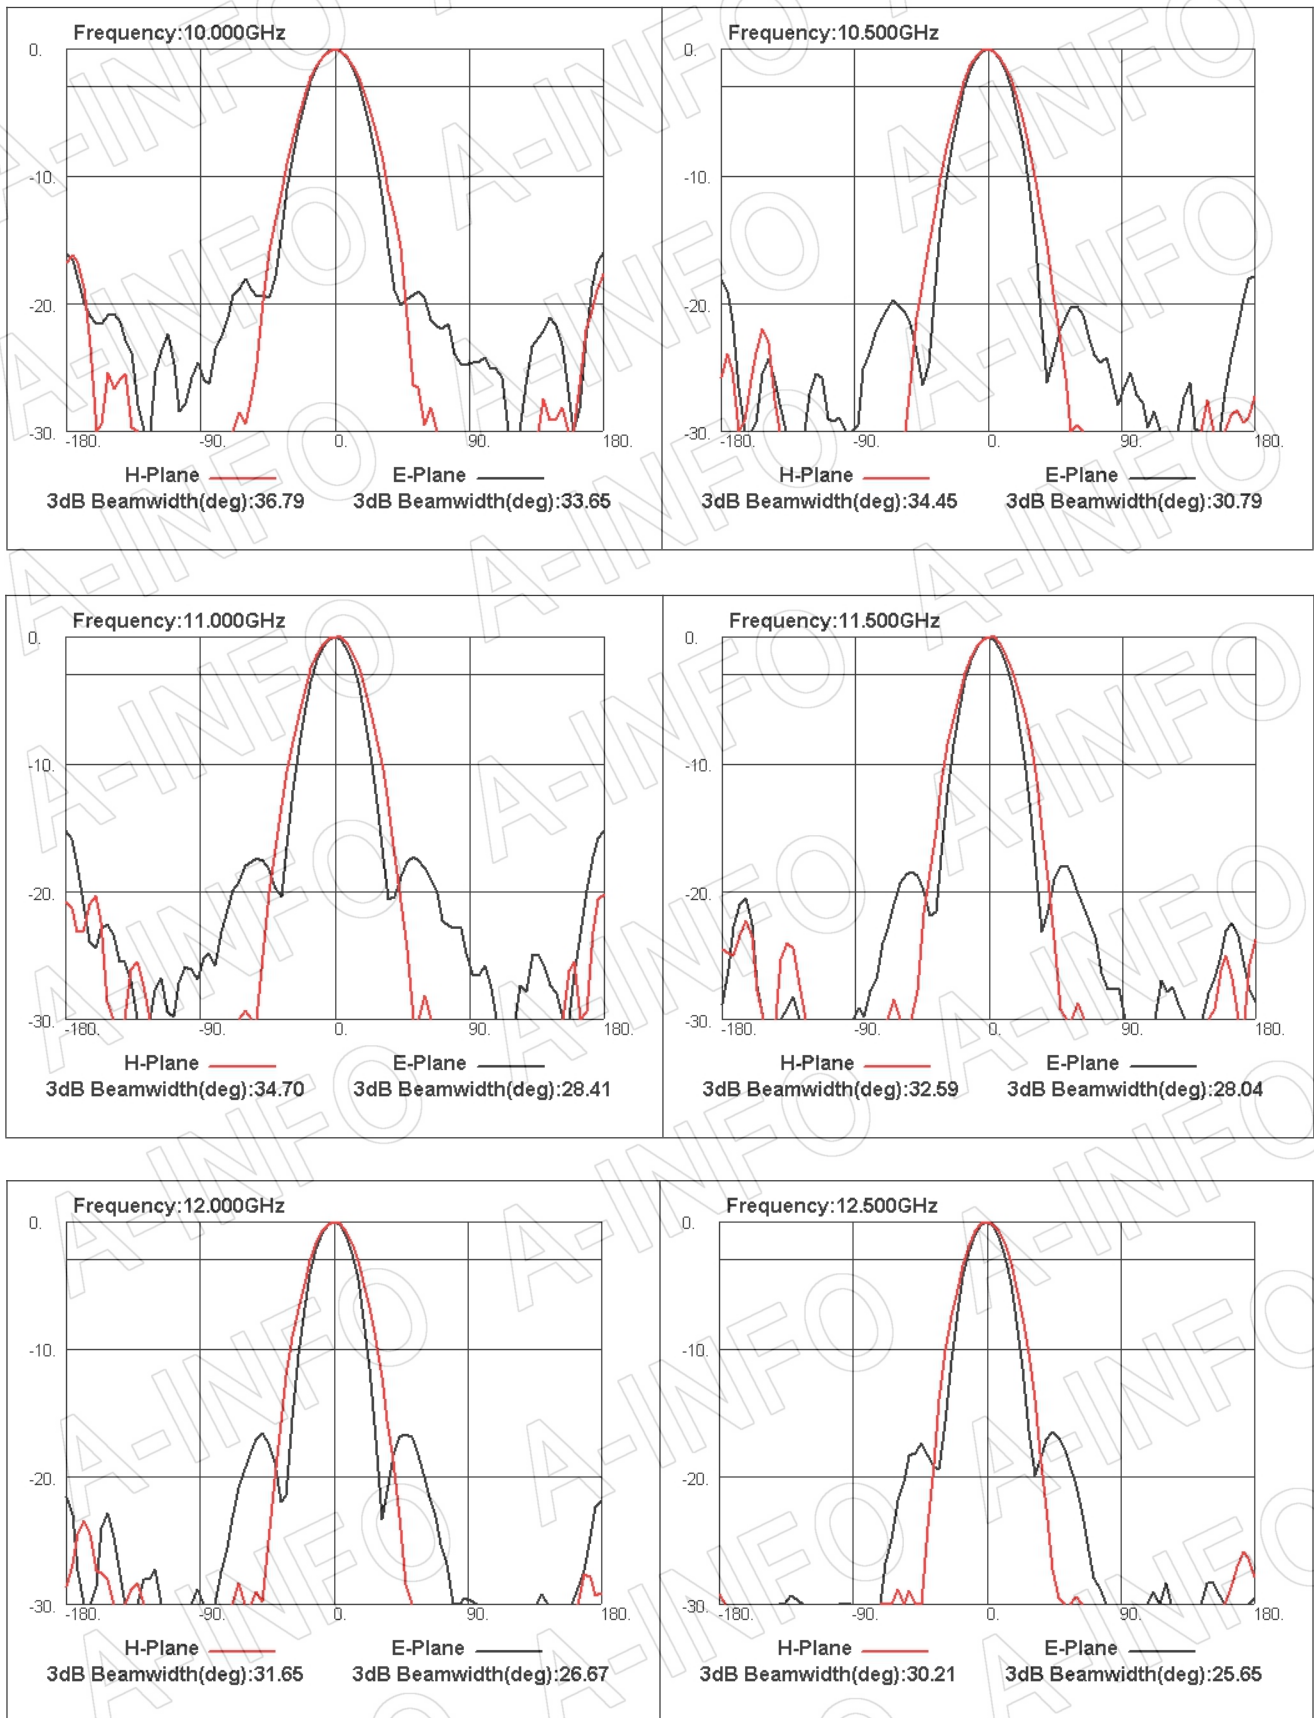 Frequency:10.000GHz
0.
-10.
-20.
-30.
-180. -90. 0. 90. 180.
H-Plane E-Plane
3dB Beamwidth(deg):36.79 3dB Beamwidth(deg):33.65
Frequency:10.500GHz
0.
-10.
-20.
-30.
-180. -90. 0. 90. 180.
H-Plane E-Plane
3dB Beamwidth(deg):34.45 3dB Beamwidth(deg):30.79
Frequency:11.000GHz
0.
-10.
-20.
-30.
-180. -90. 0. 90. 180.
H-Plane E-Plane
3dB Beamwidth(deg):34.70 3dB Beamwidth(deg):28.41
Frequency:11.500GHz
0.
-10.
-20.
-30.
-180. -90. 0. 90. 180.
H-Plane E-Plane
3dB Beamwidth(deg):32.59 3dB Beamwidth(deg):28.04
Frequency:12.000GHz
0.
-10.
-20.
-30.
-180. -90. 0. 90. 180.
H-Plane E-Plane
3dB Beamwidth(deg):31.65 3dB Beamwidth(deg):26.67
Frequency:12.500GHz
0.
-10.
-20.
-30.
-180. -90. 0. 90. 180.
H-Plane E-Plane
3dB Beamwidth(deg):30.21 3dB Beamwidth(deg):25.65
A-INFO